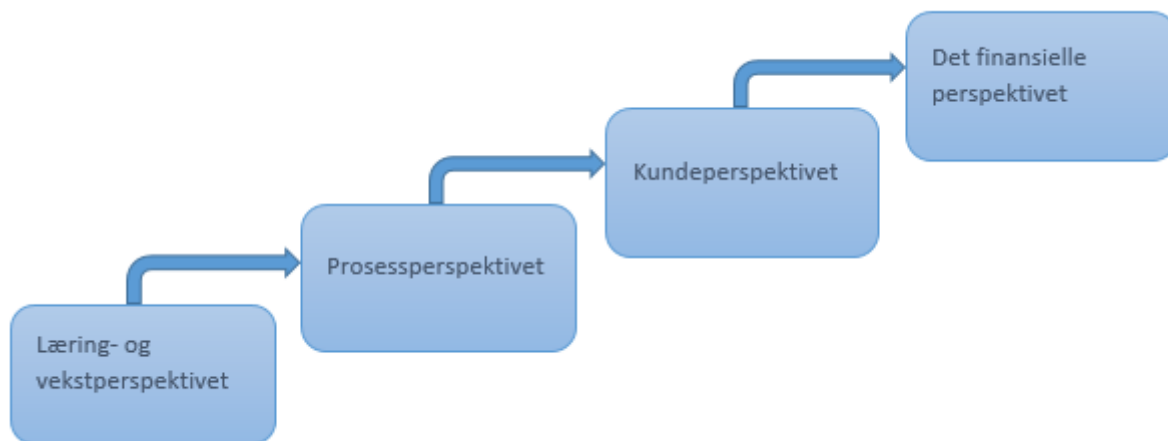 Det finansielle
perspektivet
Kundeperspektivet
Prosessperspektivet
Læring- og
vekstperspektivet